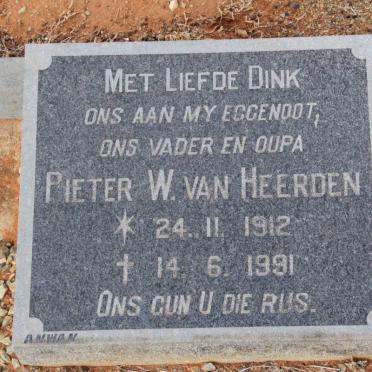 MET LIEFDE DINK
ONS AAN MY EGGENOOT,
ONS VADER EN OUPA
PIETER W. VAN HEERDEN
* 24. 11. 1912
† 14. 6. 1991
ONS GUN U DIE RUS.
ANWAN